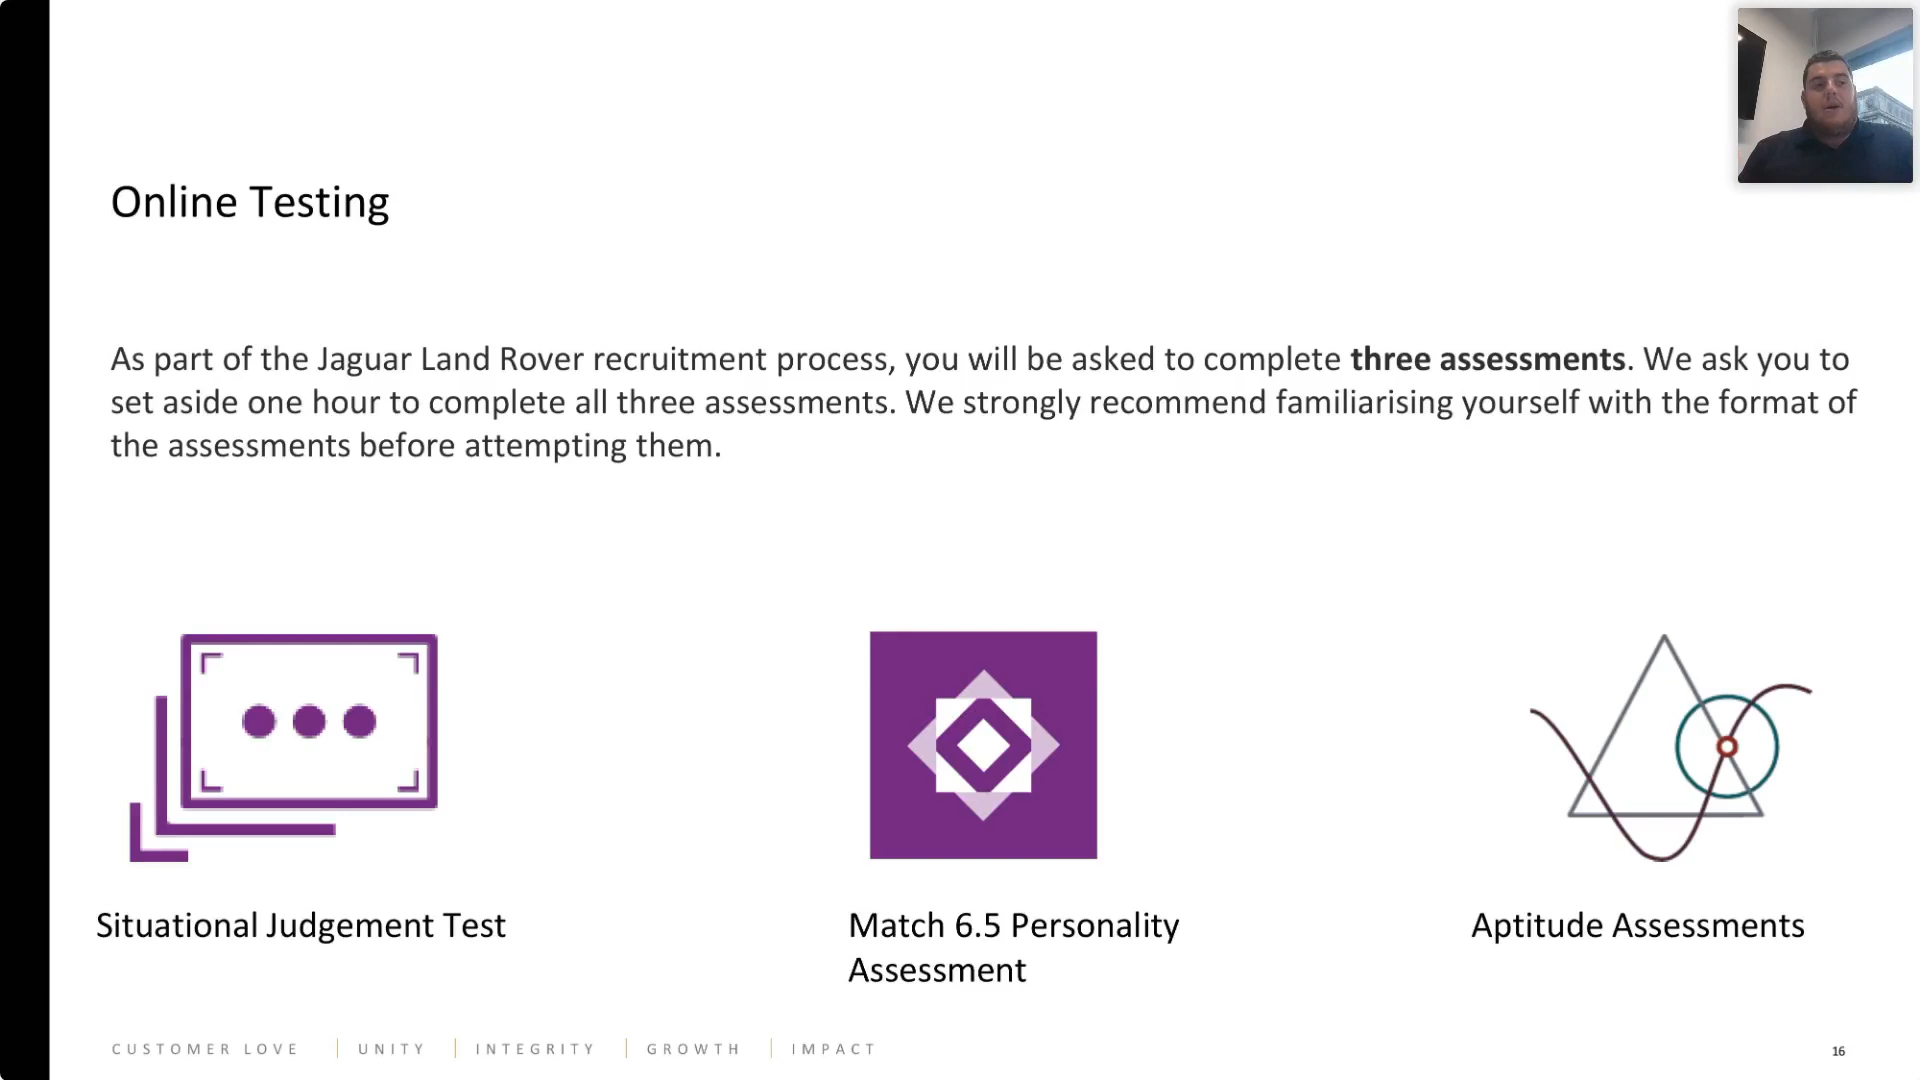 Online Testing
As part of the Jaguar Land Rover recruitment process, you will be asked to complete three assessments. We ask you to
set aside one hour to complete all three assessments. We strongly recommend familiarising yourself with the format of
the assessments before attempting them.
Situational Judgement Test
Match 6.5 Personality
Assessment
Aptitude Assessments
CUSTOMER LOVE | UNITY | INTEGRITY | GROWTH | IMPACT
16